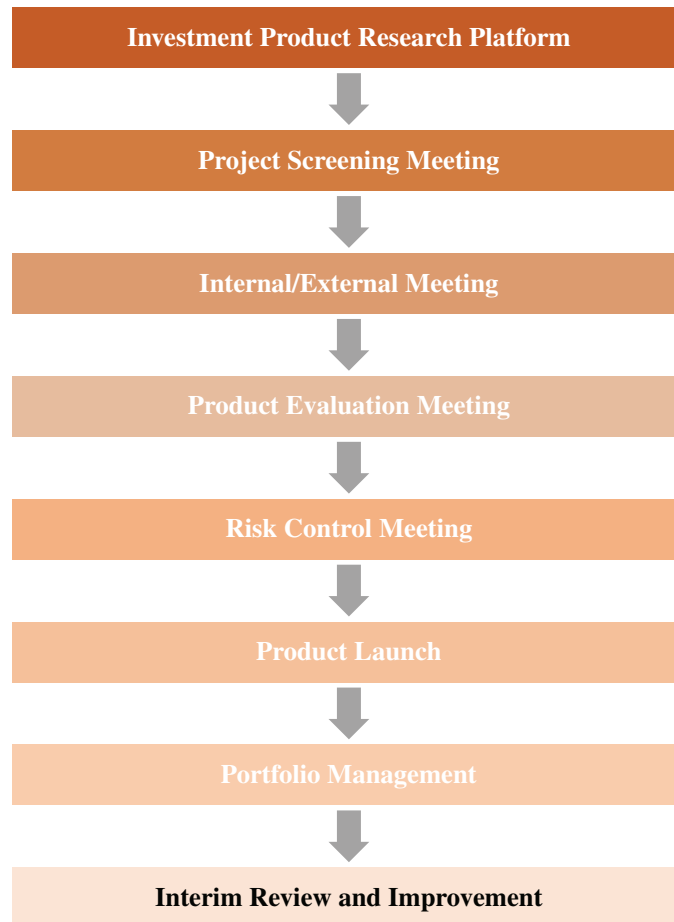 Investment Product Research Platform
Project Screening Meeting
Internal/External Meeting
Product Evaluation Meeting
Risk Control Meeting
Product Launch
Portfolio Management
Interim Review and Improvement